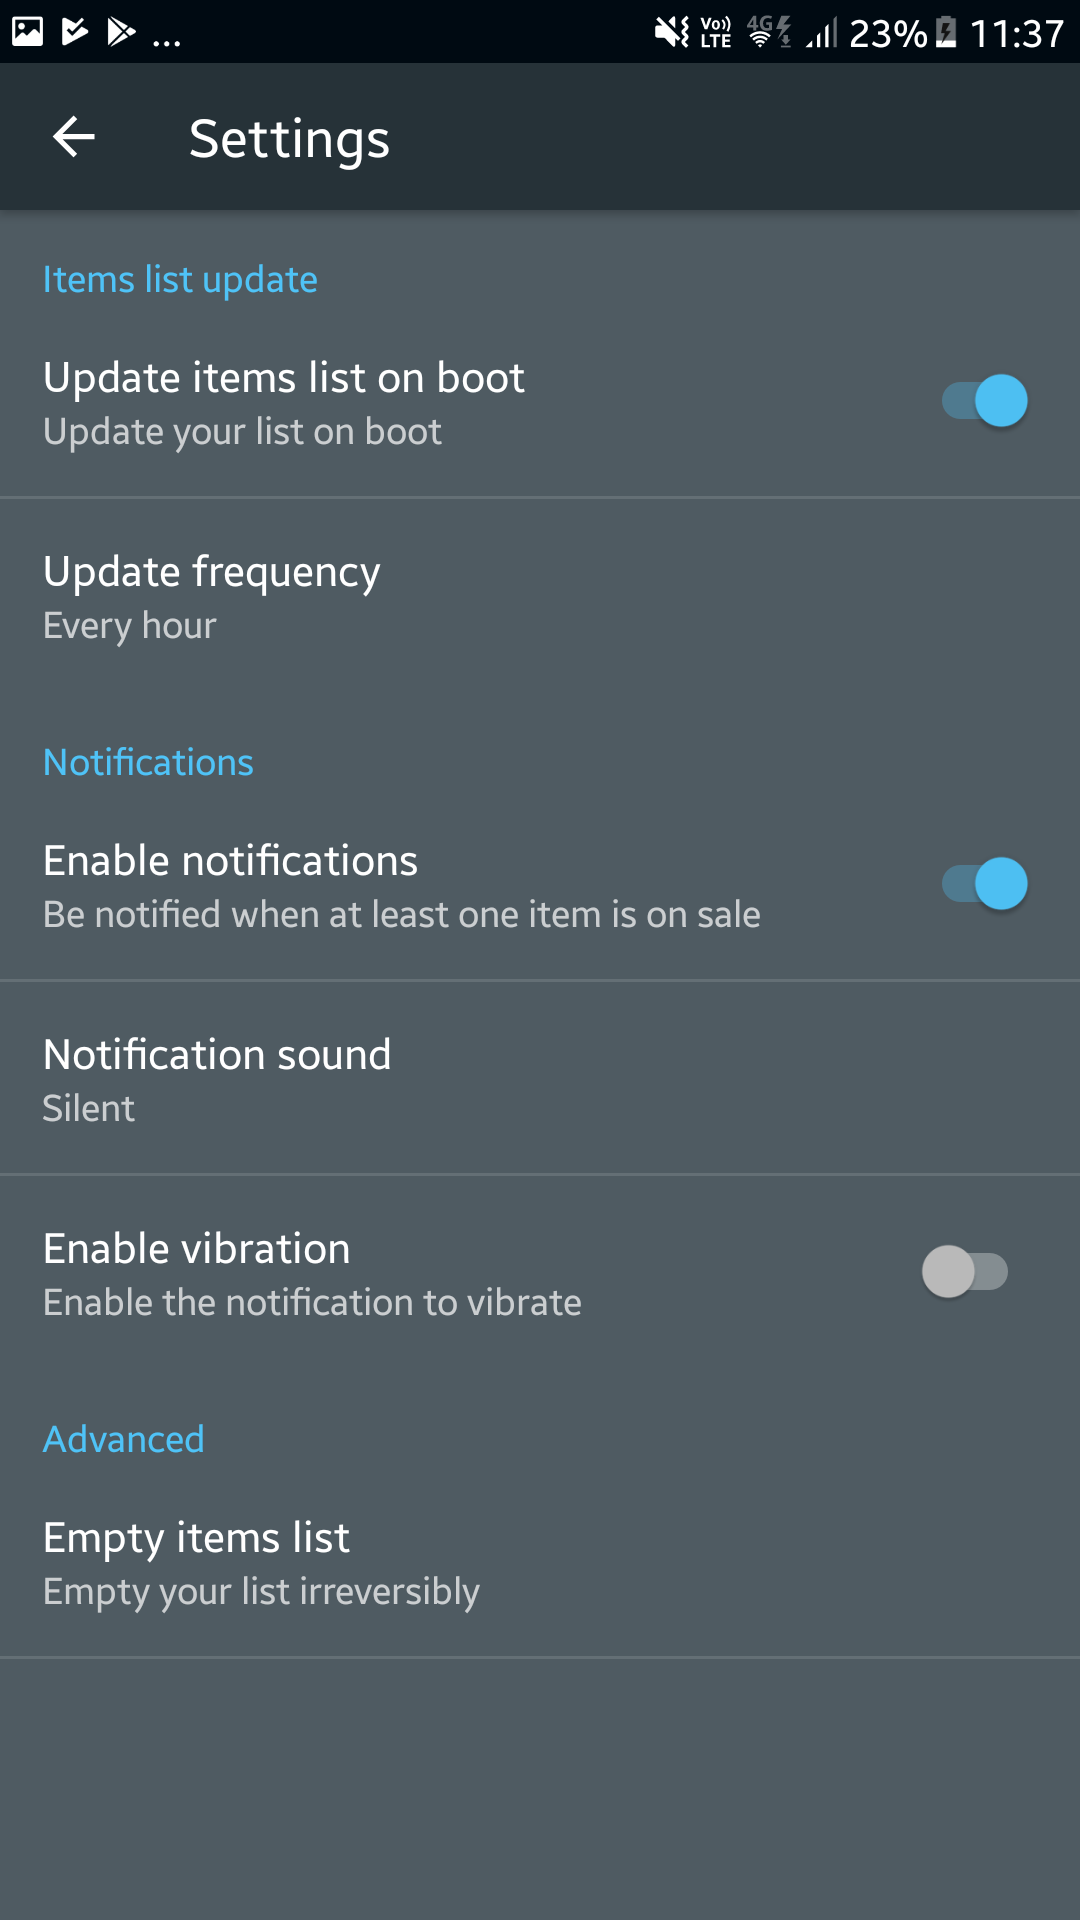 ... Vo)) LTE 4G 23% 11:37
Settings
Items list update
Update items list on boot
Update your list on boot
Update frequency
Every hour
Notifications
Enable notifications
Be notified when at least one item is on sale
Notification sound
Silent
Enable vibration
Enable the notification to vibrate
Advanced
Empty items list
Empty your list irreversibly